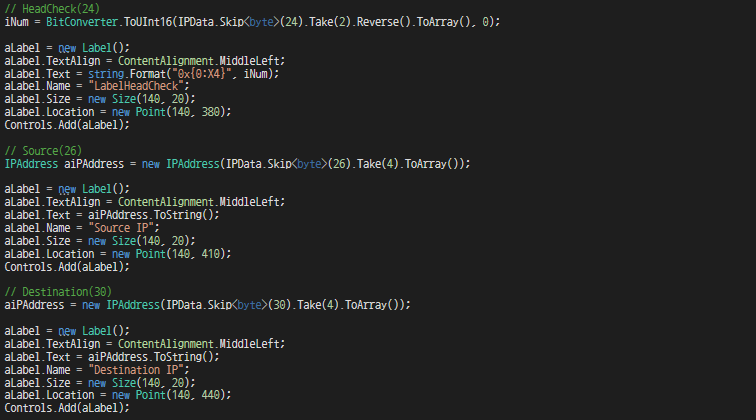 // HeadCheck(24)
iNum = BitConverter.ToUInt16(IPData.Skip<byte>(24).Take(2).Reverse().ToArray(), 0);
aLabel = new Label();
aLabel.TextAlign = ContentAlignment.MiddleLeft;
aLabel.Text = string.Format("0x{0:X4}", iNum);
aLabel.Name = "LabelHeadCheck";
aLabel.Size = new Size(140, 20);
aLabel.Location = new Point(140, 380);
Controls.Add(aLabel);
// Source(26)
IPAddress aiPAddress = new IPAddress(IPData.Skip<byte>(26).Take(4).ToArray());
aLabel = new Label();
aLabel.TextAlign = ContentAlignment.MiddleLeft;
aLabel.Text = aiPAddress.ToString();
aLabel.Name = "Source IP";
aLabel.Size = new Size(140, 20);
aLabel.Location = new Point(140, 410);
Controls.Add(aLabel);
// Destination(30)
aiPAddress = new IPAddress(IPData.Skip<byte>(30).Take(4).ToArray());
aLabel = new Label();
aLabel.TextAlign = ContentAlignment.MiddleLeft;
aLabel.Text = aiPAddress.ToString();
aLabel.Name = "Destination IP";
aLabel.Size = new Size(140, 20);
aLabel.Location = new Point(140, 440);
Controls.Add(aLabel);